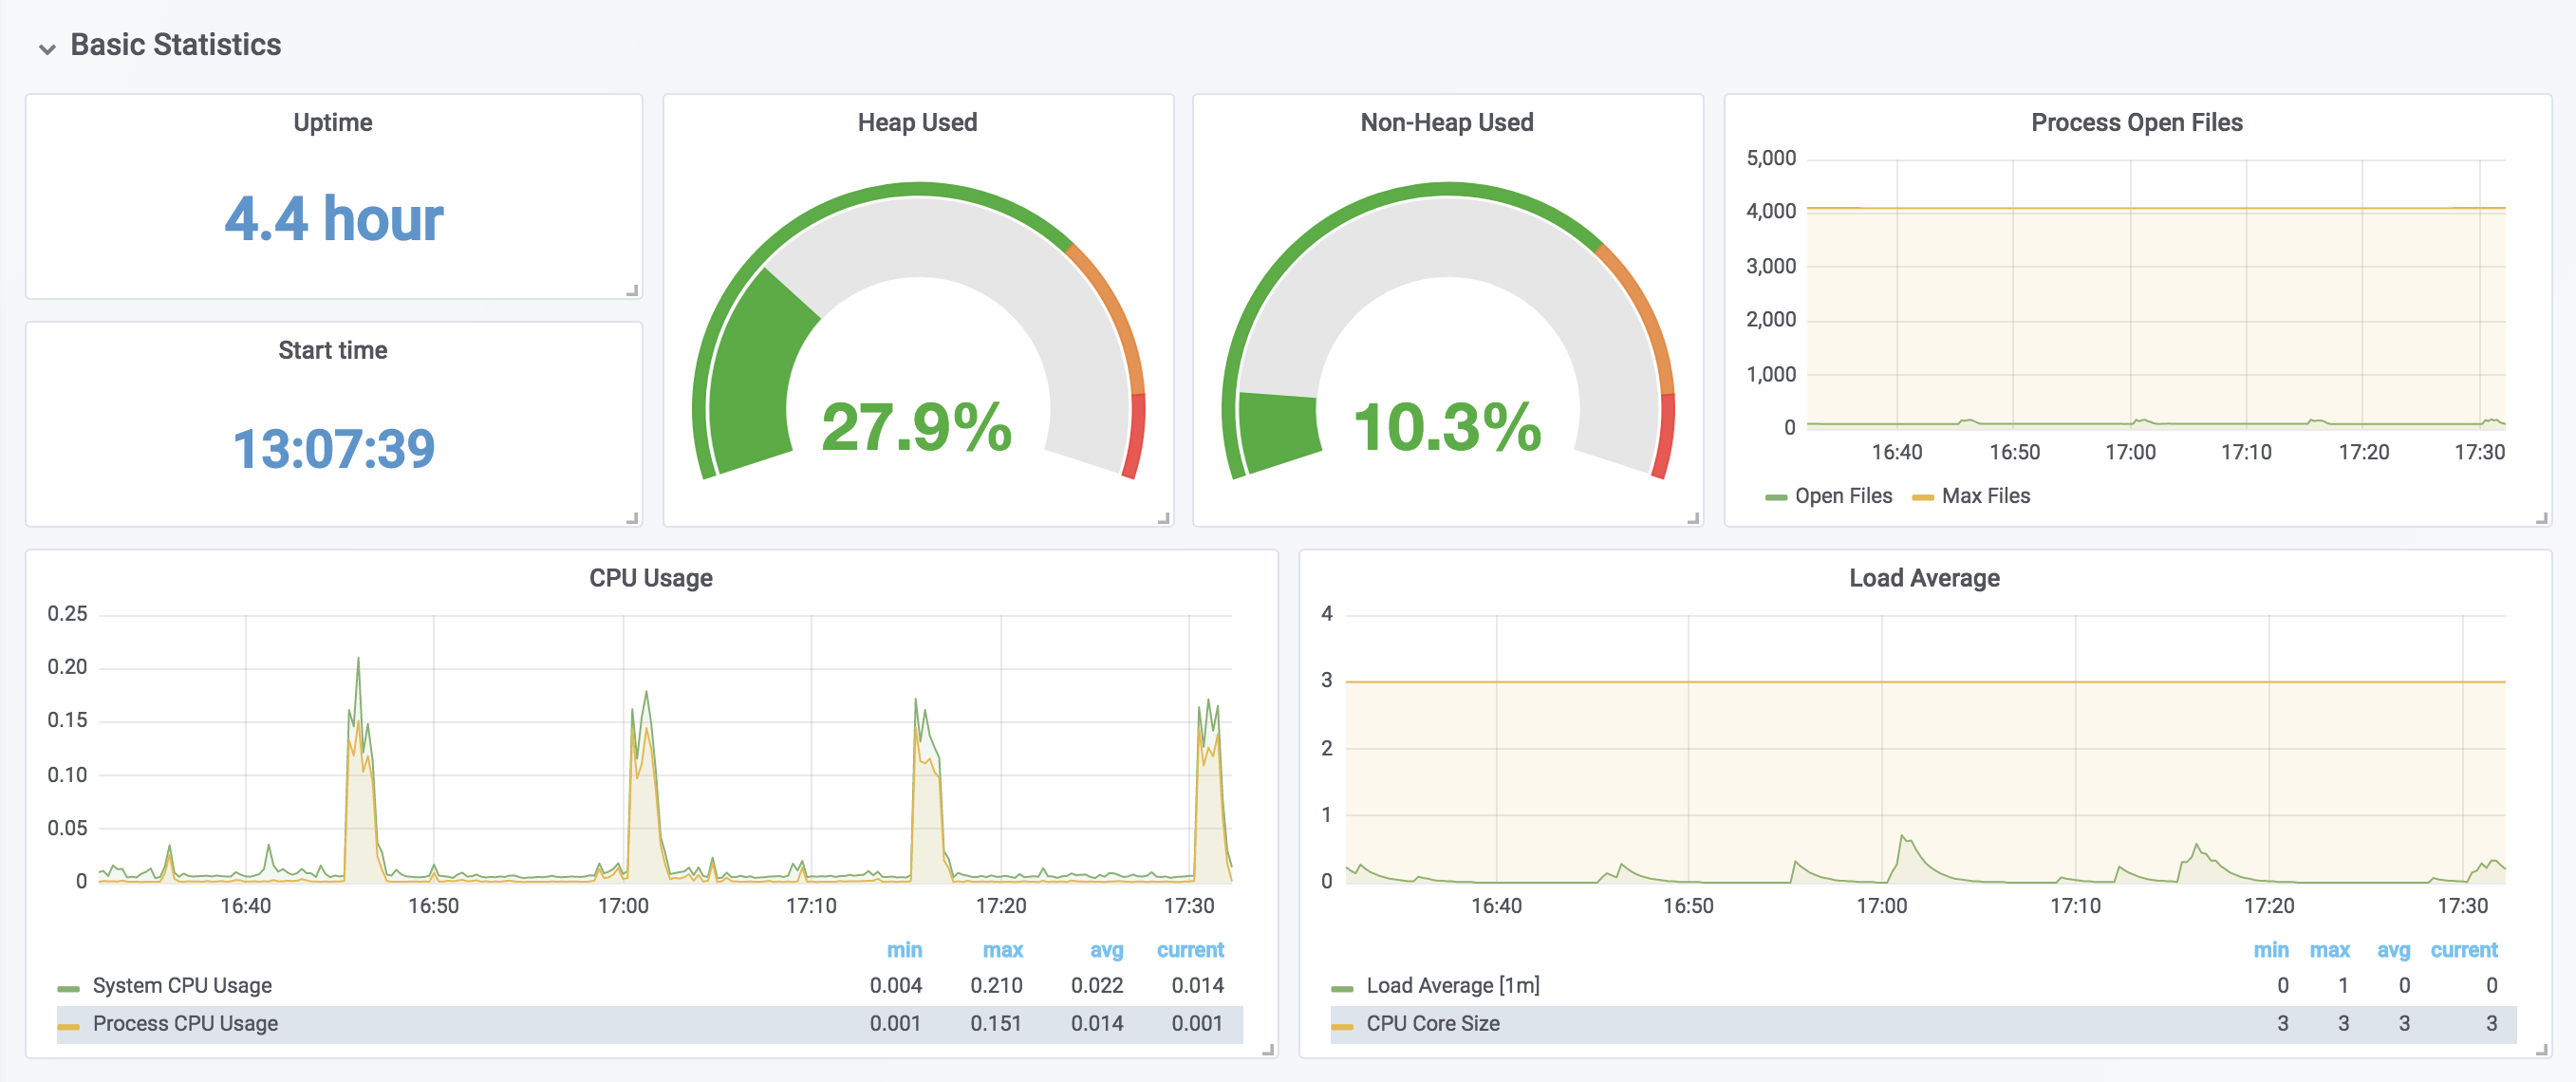 Basic Statistics
Uptime
4.4 hour
Start time
13:07:39
Heap Used
27.9%
Non-Heap Used
10.3%
Process Open Files
5,000
4,000
3,000
2,000
1,000
0
16:40 16:50 17:00 17:10 17:20 17:30
Open Files Max Files
CPU Usage
0.25
0.20
0.15
0.10
0.05
0
16:40 16:50 17:00 17:10 17:20 17:30
min max avg current
System CPU Usage 0.004 0.210 0.022 0.014
Process CPU Usage 0.001 0.151 0.014 0.001
Load Average
4
3
2
1
0
16:40 16:50 17:00 17:10 17:20 17:30
min max avg current
Load Average [1m] 0 1 0 0
CPU Core Size 3 3 3 3